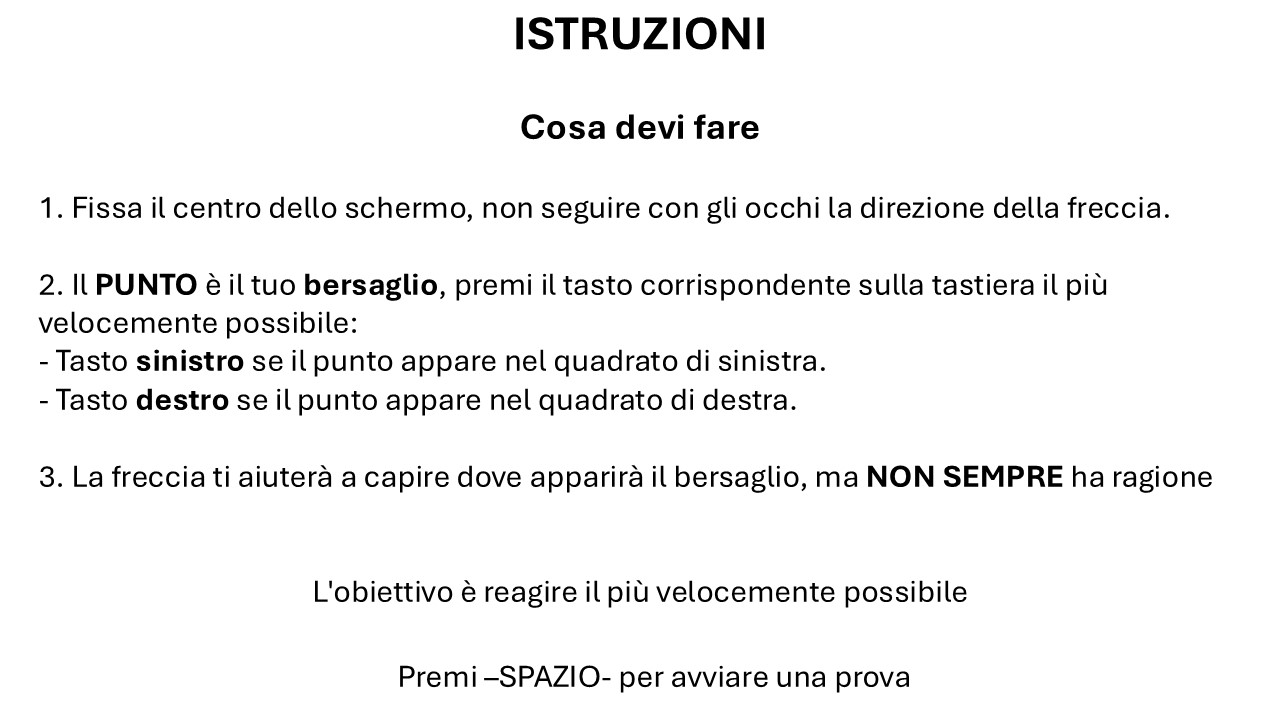 ISTRUZIONI
Cosa devi fare
1. Fissa il centro dello schermo, non seguire con gli occhi la direzione della freccia.
2. Il PUNTO è il tuo bersaglio, premi il tasto corrispondente sulla tastiera il più
velocemente possibile:
- Tasto sinistro se il punto appare nel quadrato di sinistra.
- Tasto destro se il punto appare nel quadrato di destra.
3. La freccia ti aiuterà a capire dove apparirà il bersaglio, ma NON SEMPRE ha ragione
L'obiettivo è reagire il più velocemente possibile
Premi –SPAZIO- per avviare una prova